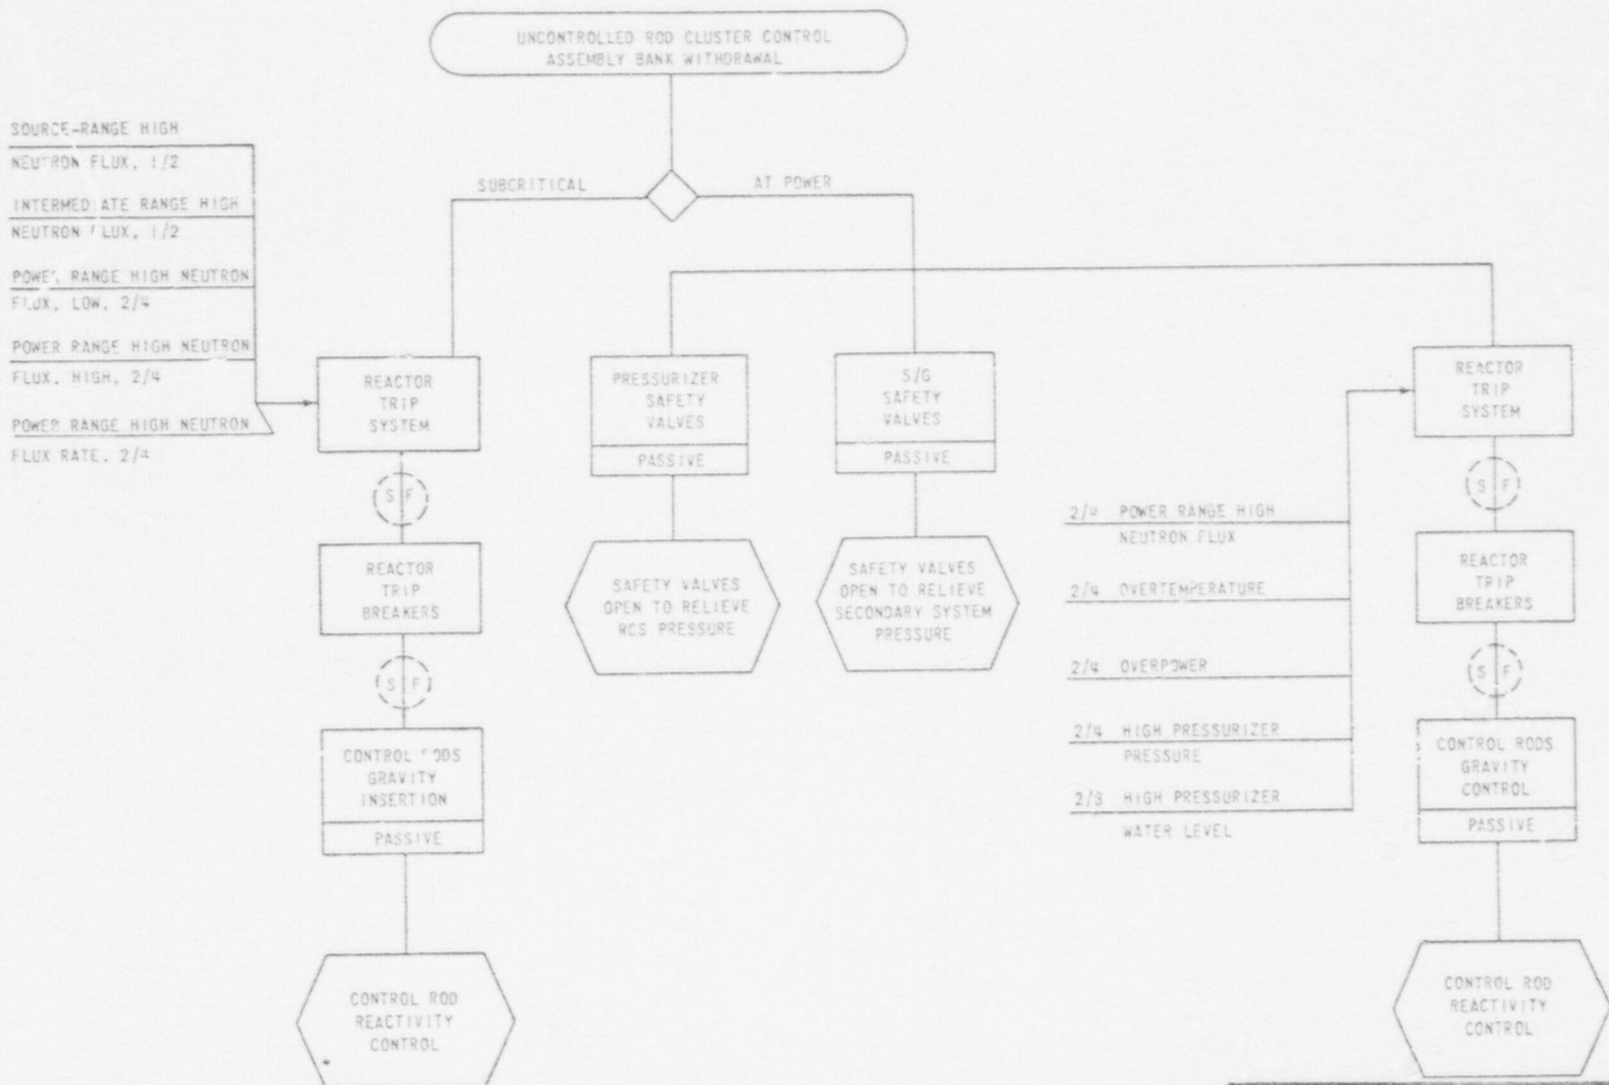 UNCONTROLLED ROD CLUSTER CONTROL
ASSEMBLY BANK WITHDRAWAL
SUBCRITICAL
AT POWER
SOURCE-RANGE HIGH
NEUTRON FLUX, 1/2
INTERMEDIATE RANGE HIGH
NEUTRON FLUX, 1/2
POWER RANGE HIGH NEUTRON
FLUX, LOW, 2/4
POWER RANGE HIGH NEUTRON
FLUX, HIGH, 2/4
POWER RANGE HIGH NEUTRON
FLUX RATE, 2/4
REACTOR
TRIP
SYSTEM
S F
REACTOR
TRIP
BREAKERS
S F
CONTROL RODS
GRAVITY
INSERTION
PASSIVE
CONTROL ROD
REACTIVITY
CONTROL
PRESSURIZER
SAFETY
VALVES
PASSIVE
SAFETY VALVES
OPEN TO RELIEVE
RCS PRESSURE
S/G
SAFETY
VALVES
PASSIVE
SAFETY VALVES
OPEN TO RELIEVE
SECONDARY SYSTEM
PRESSURE
2/4 POWER RANGE HIGH
NEUTRON FLUX
2/4 OVERTEMPERATURE
2/4 OVERPOWER
2/4 HIGH PRESSURIZER
PRESSURE
2/3 HIGH PRESSURIZER
WATER LEVEL
REACTOR
TRIP
SYSTEM
S F
REACTOR
TRIP
BREAKERS
S F
CONTROL RODS
GRAVITY
CONTROL
PASSIVE
CONTROL ROD
REACTIVITY
CONTROL